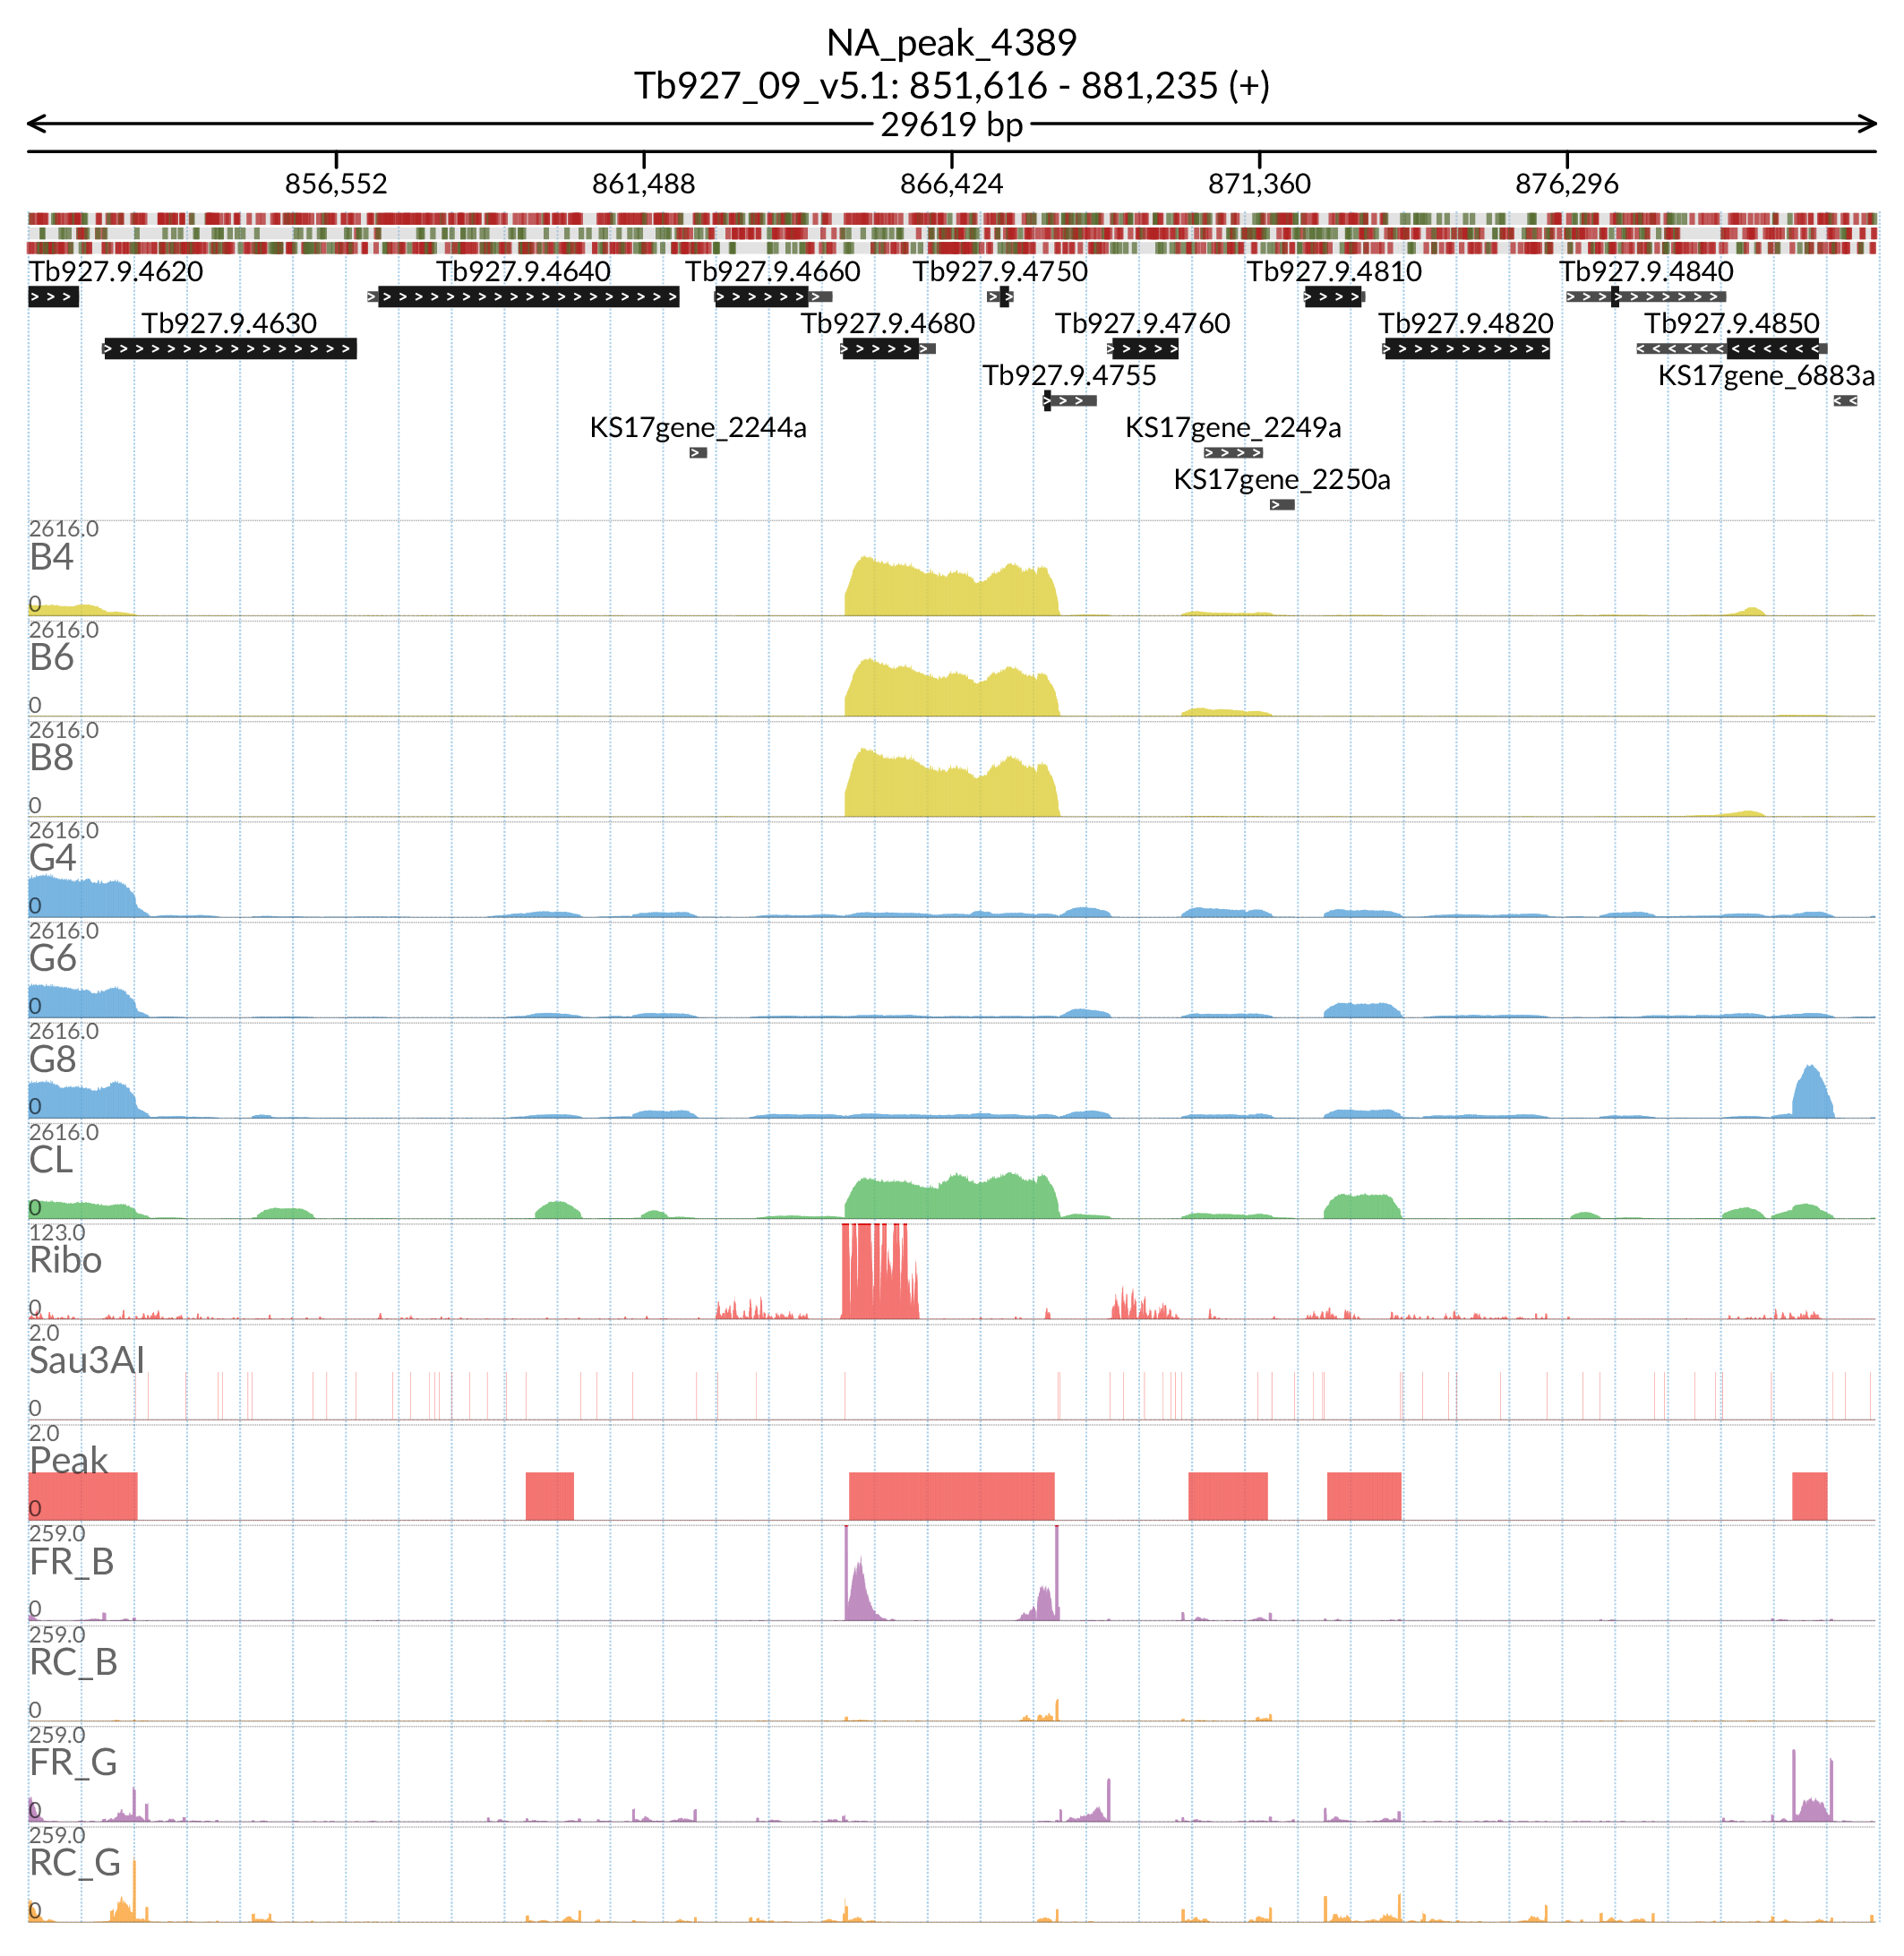 NA_peak_4389
Tb927_09_v5.1: 851,616 - 881,235 (+)
29619 bp
856,552 861,488 866,424 871,360 876,296
Tb927.9.4620 Tb927.9.4640 Tb927.9.4660 Tb927.9.4750 Tb927.9.4810 Tb927.9.4840
Tb927.9.4630 Tb927.9.4680 Tb927.9.4760 Tb927.9.4820 Tb927.9.4850
Tb927.9.4755 KS17gene_6883a
KS17gene_2244a KS17gene_2249a
KS17gene_2250a
2616.0
B4
0
2616.0
B6
0
2616.0
B8
0
2616.0
G4
0
2616.0
G6
0
2616.0
G8
0
2616.0
CL
0
123.0
Ribo
0
2.0
Sau3AI
0
2.0
Peak
0
259.0
FR_B
0
259.0
RC_B
0
259.0
FR_G
0
259.0
RC_G
0